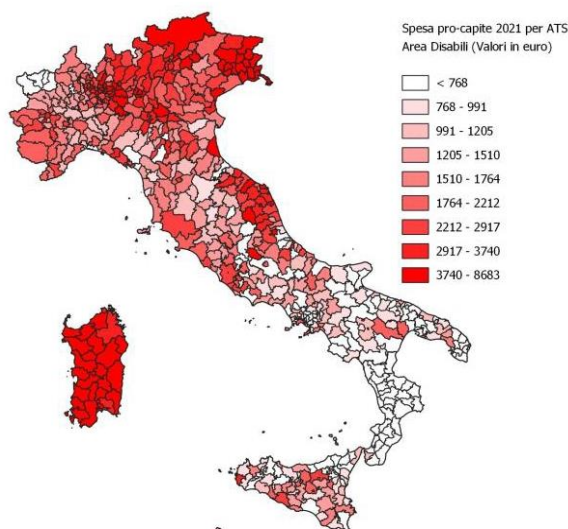 Spesa pro-capite 2021 per ATS
Area Disabili (Valori in euro)
< 768
768 - 991
991 - 1205
1205 - 1510
1510 - 1764
1764 - 2212
2212 - 2917
2917 - 3740
3740 - 8683